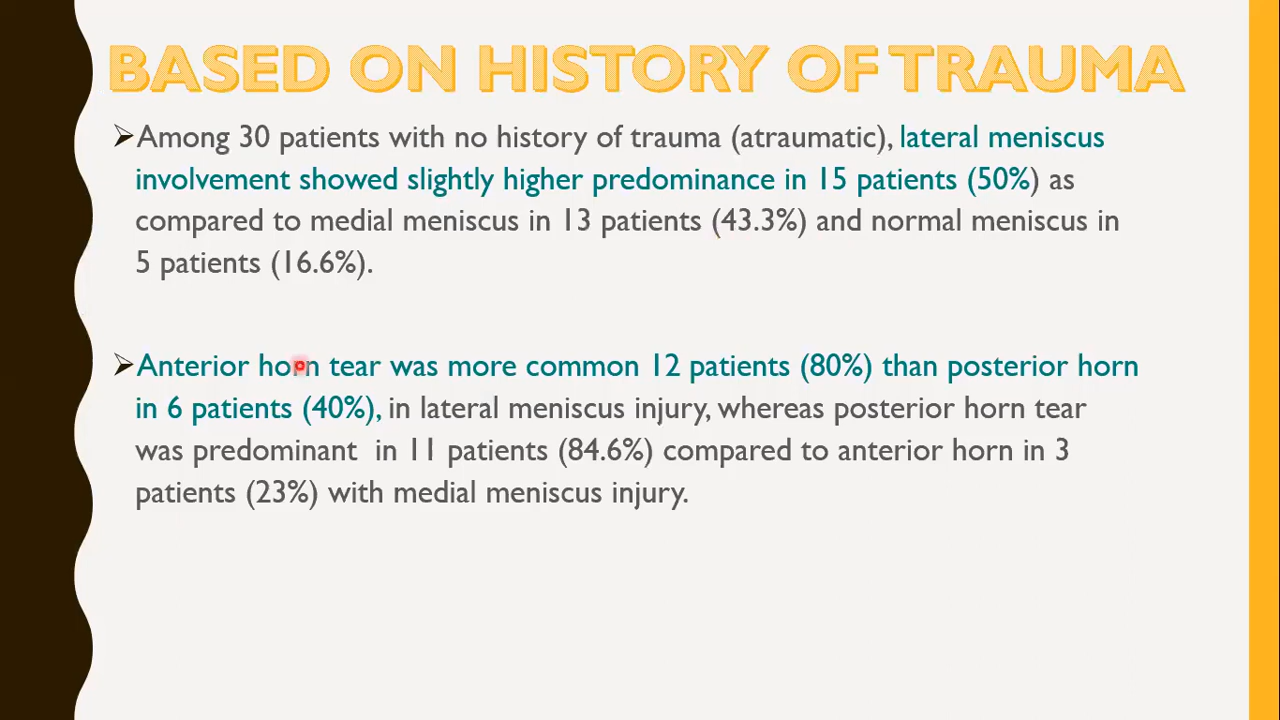 BASED ON HISTORY OF TRAUMA
➢Among 30 patients with no history of trauma (atraumatic), lateral meniscus
involvement showed slightly higher predominance in 15 patients (50%) as
compared to medial meniscus in 13 patients (43.3%) and normal meniscus in
5 patients (16.6%).
➢Anterior horn tear was more common 12 patients (80%) than posterior horn
in 6 patients (40%), in lateral meniscus injury, whereas posterior horn tear
was predominant  in 11 patients (84.6%) compared to anterior horn in 3
patients (23%) with medial meniscus injury.